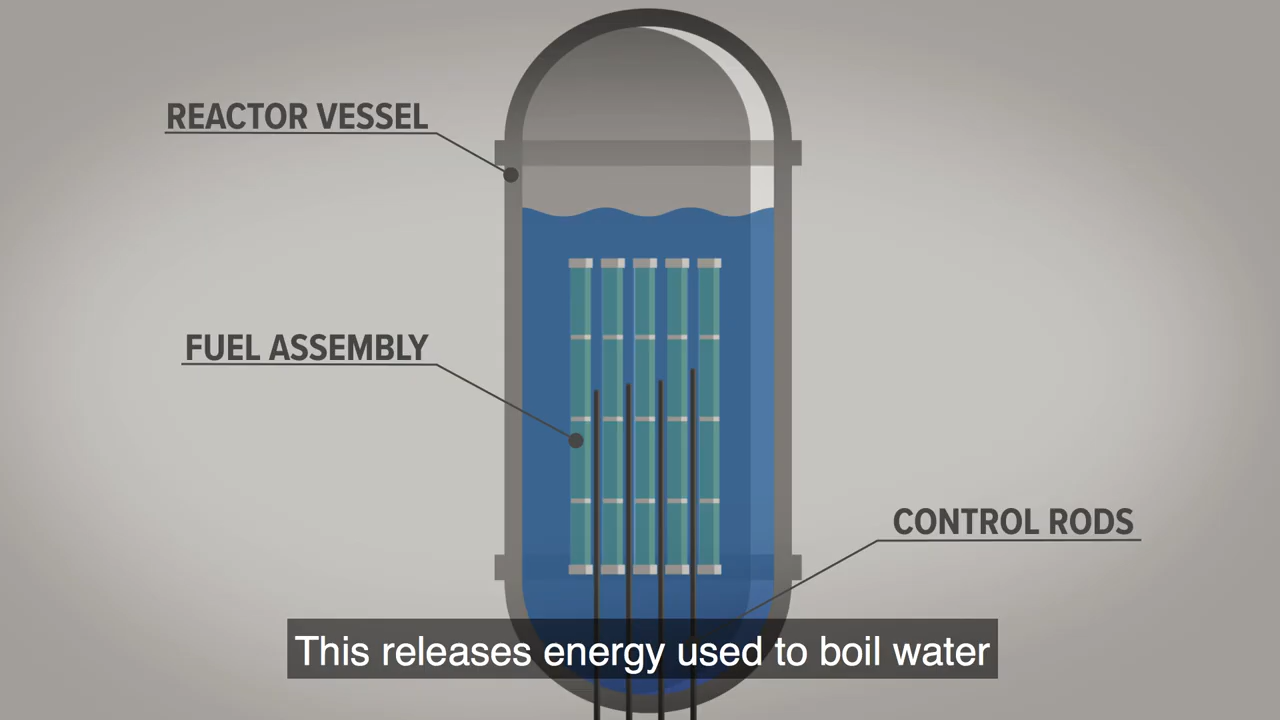 REACTOR VESSEL
FUEL ASSEMBLY
CONTROL RODS
This releases energy used to boil water